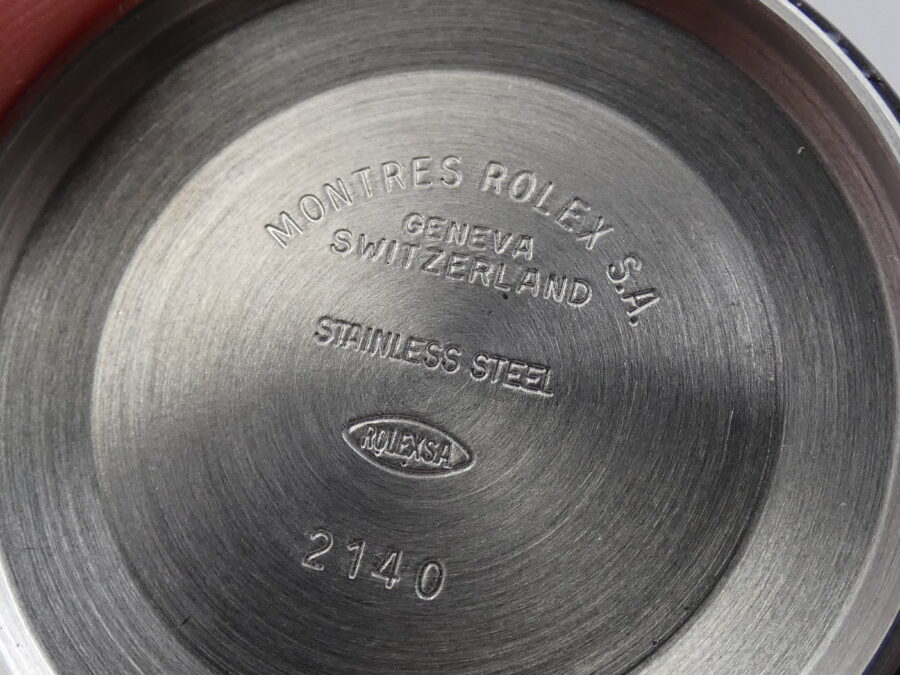 MONTRES ROLEX S.A.
GENEVA
SWITZERLAND
STAINLESS STEEL
ROLEXSA
2140